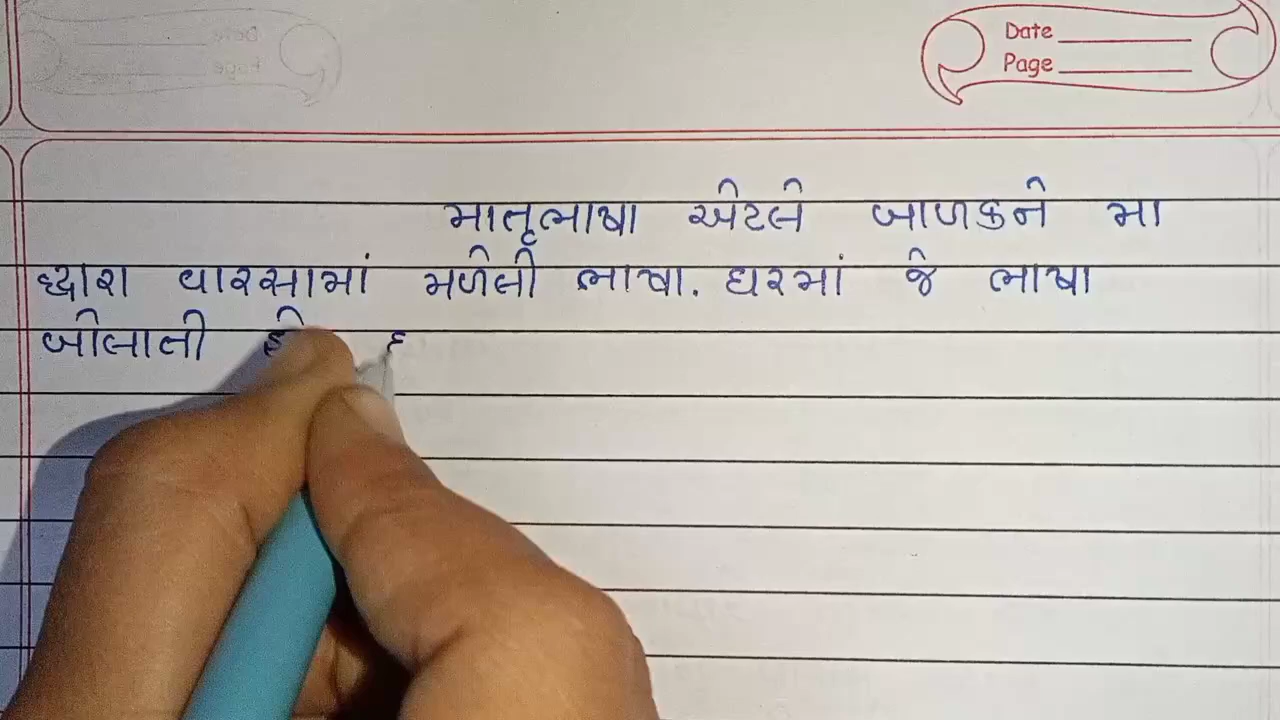 Date
Page
માતૃભાષા એટલે બાળકને મા
ધ્દારા વારસામાં મળેલી ભાષા. ઘરમાં જે ભાષા
બોલાતી